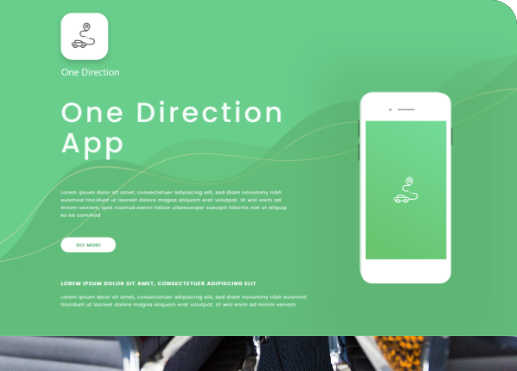 One Direction
One Direction
App
Lorem ipsum dolor sit amet, consectetuer adipiscing elit, sed diam nonummy nibh
euismod tincidunt ut laoreet dolore magna aliquam erat volutpat. Ut wisi enim ad
minim veniam, quis nostrud exerci tation ullamcorper suscipit lobortis nisl ut aliquip
ex ea commod
SEE MORE
LOREM IPSUM DOLOR SIT AMET, CONSECTETUER ADIPISCING ELIT
Lorem ipsum dolor sit amet, consectetuer adipiscing elit, sed diam nonummy nibh euismod
tincidunt ut laoreet dolore magna aliquam erat volutpat. Ut wisi enim ad minim veniam.